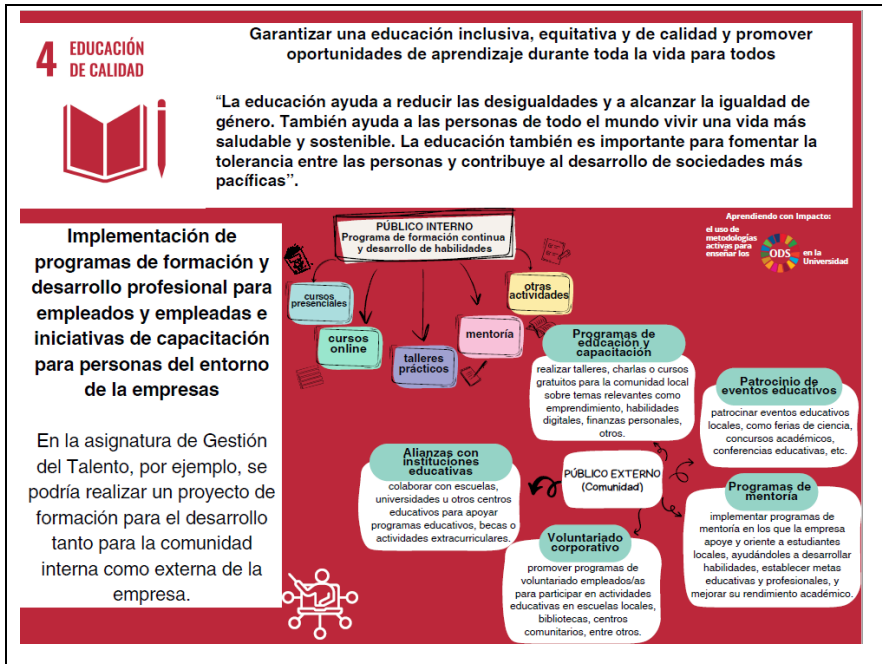 4 EDUCACIÓN
DE CALIDAD
Garantizar una educación inclusiva, equitativa y de calidad y promover
oportunidades de aprendizaje durante toda la vida para todos
“La educación ayuda a reducir las desigualdades y a alcanzar la igualdad de
género. También ayuda a las personas de todo el mundo vivir una vida más
saludable y sostenible. La educación también es importante para fomentar la
tolerancia entre las personas y contribuye al desarrollo de sociedades más
pacíficas”.
Implementación de
programas de formación y
desarrollo profesional para
empleados y empleadas e
iniciativas de capacitación
para personas del entorno
de la empresas
En la asignatura de Gestión
del Talento, por ejemplo, se
podría realizar un proyecto de
formación para el desarrollo
tanto para la comunidad
interna como externa de la
empresa.
PÚBLICO INTERNO
Programa de formación continua
y desarrollo de habilidades
cursos
presenciales
cursos
online
talleres
prácticos
mentoría
otras
actividades
Aprendiendo con Impacto:
el uso de
metodologías
activas para
enseñar los
ODS
en la
Universidad
Programas de
educación y
capacitación
realizar talleres, charlas o cursos
gratuitos para la comunidad local
sobre temas relevantes como
emprendimiento, habilidades
digitales, finanzas personales,
otros.
Patrocinio de
eventos educativos
patrocinar eventos educativos
locales, como ferias de ciencia,
concursos académicos,
conferencias educativas, etc.
Alianzas con
instituciones
educativas
colaborar con escuelas,
universidades u otros centros
educativos para apoyar
programas educativos, becas o
actividades extracurriculares.
PÚBLICO EXTERNO
(Comunidad)
Programas de
mentoría
implementar programas de
mentoría en los que la empresa
apoye y oriente a estudiantes
locales, ayudándoles a desarrollar
habilidades, establecer metas
educativas y profesionales, y
mejorar su rendimiento académico.
Voluntariado
corporativo
promover programas de
voluntariado empleados/as
para participar en actividades
educativas en escuelas locales,
bibliotecas, centros
comunitarios, entre otros.